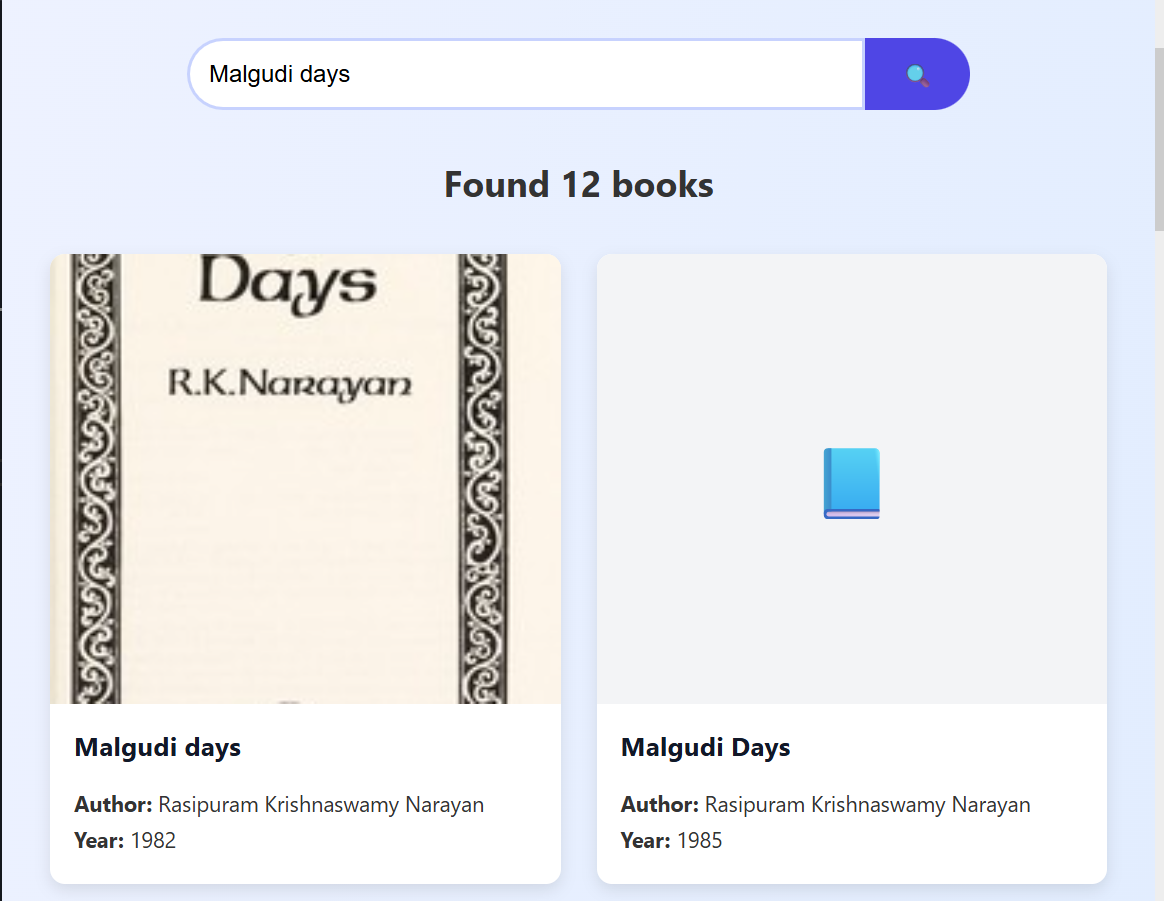 Malgudi days
Found 12 books
Days
R.K.Narayan
Malgudi days
Author: Rasipuram Krishnaswamy Narayan
Year: 1982
Malgudi Days
Author: Rasipuram Krishnaswamy Narayan
Year: 1985